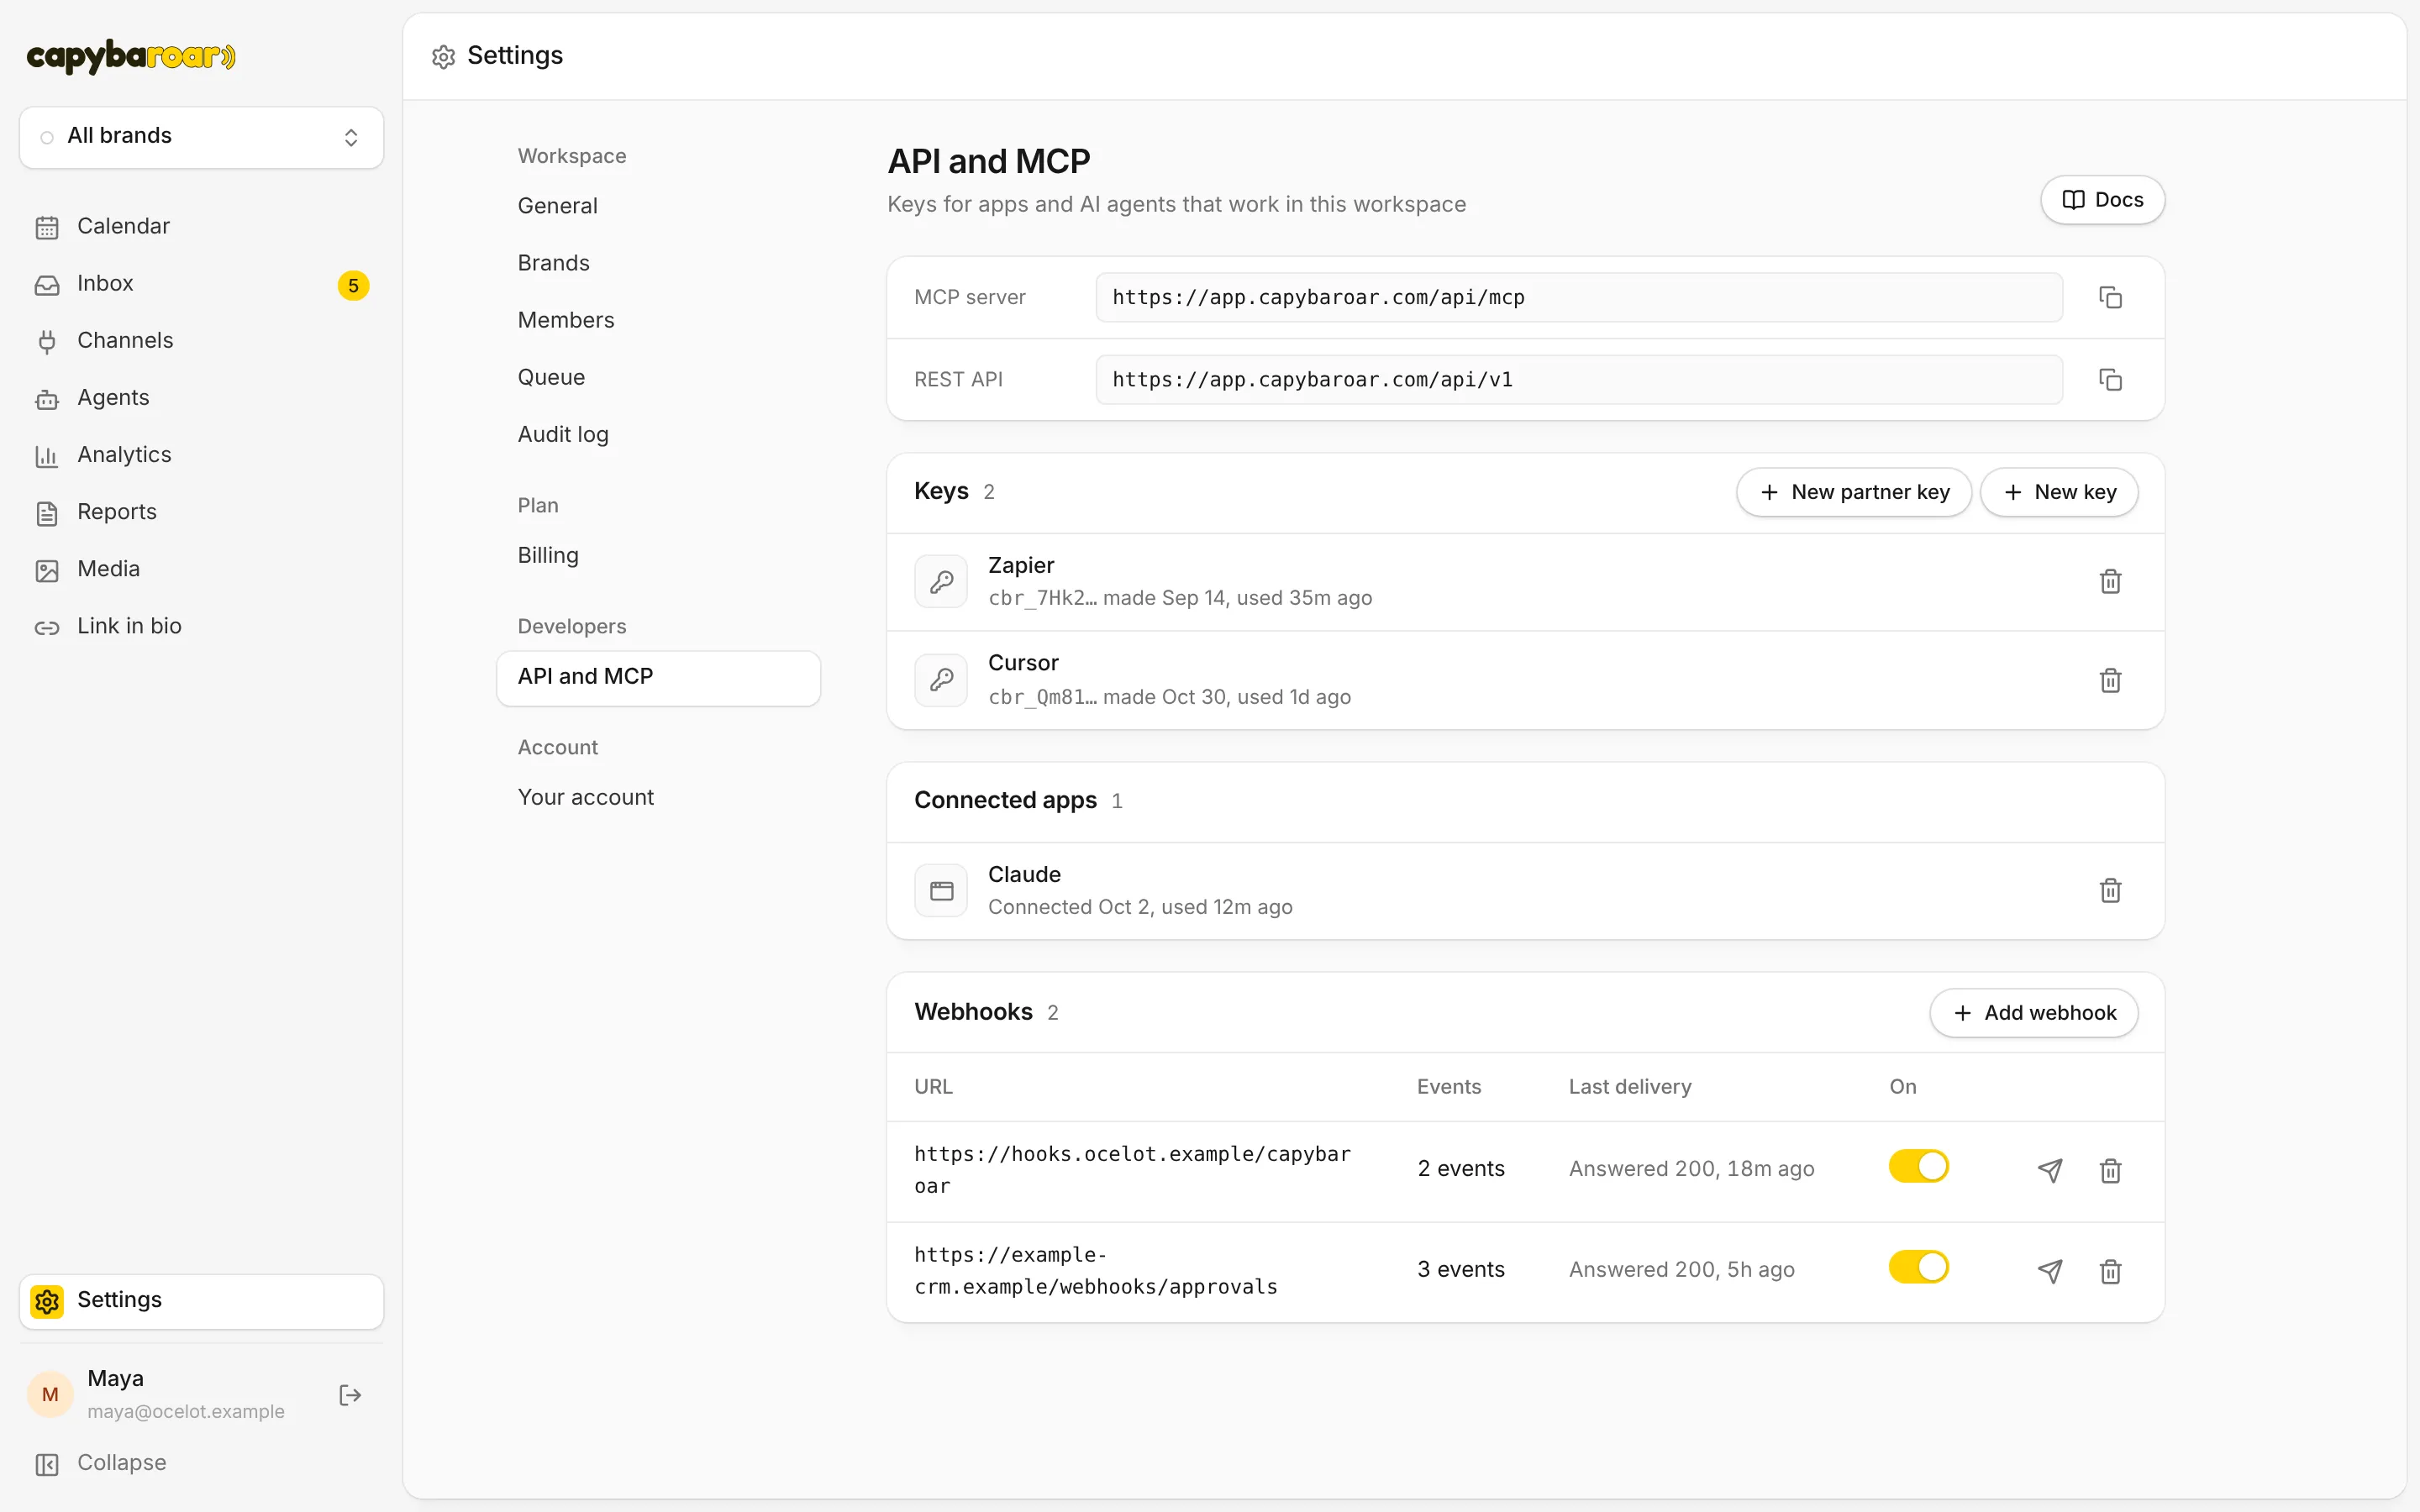 capybaroar
All brands
Calendar
Inbox
5
Channels
Agents
Analytics
Reports
Media
Link in bio
Settings
M
Maya
maya@ocelot.example
Collapse
Settings
Workspace
General
Brands
Members
Queue
Audit log
Plan
Billing
Developers
API and MCP
Account
Your account
API and MCP
Keys for apps and AI agents that work in this workspace
Docs
MCP server
https://app.capybaroar.com/api/mcp
REST API
https://app.capybaroar.com/api/v1
Keys 2
New partner key
New key
Zapier
cbr_7Hk2… made Sep 14, used 35m ago
Cursor
cbr_Qm81… made Oct 30, used 1d ago
Connected apps 1
Claude
Connected Oct 2, used 12m ago
Webhooks 2
Add webhook
URL Events Last delivery On
https://hooks.ocelot.example/capybar
oar
2 events
Answered 200, 18m ago
https://example-
crm.example/webhooks/approvals
3 events
Answered 200, 5h ago